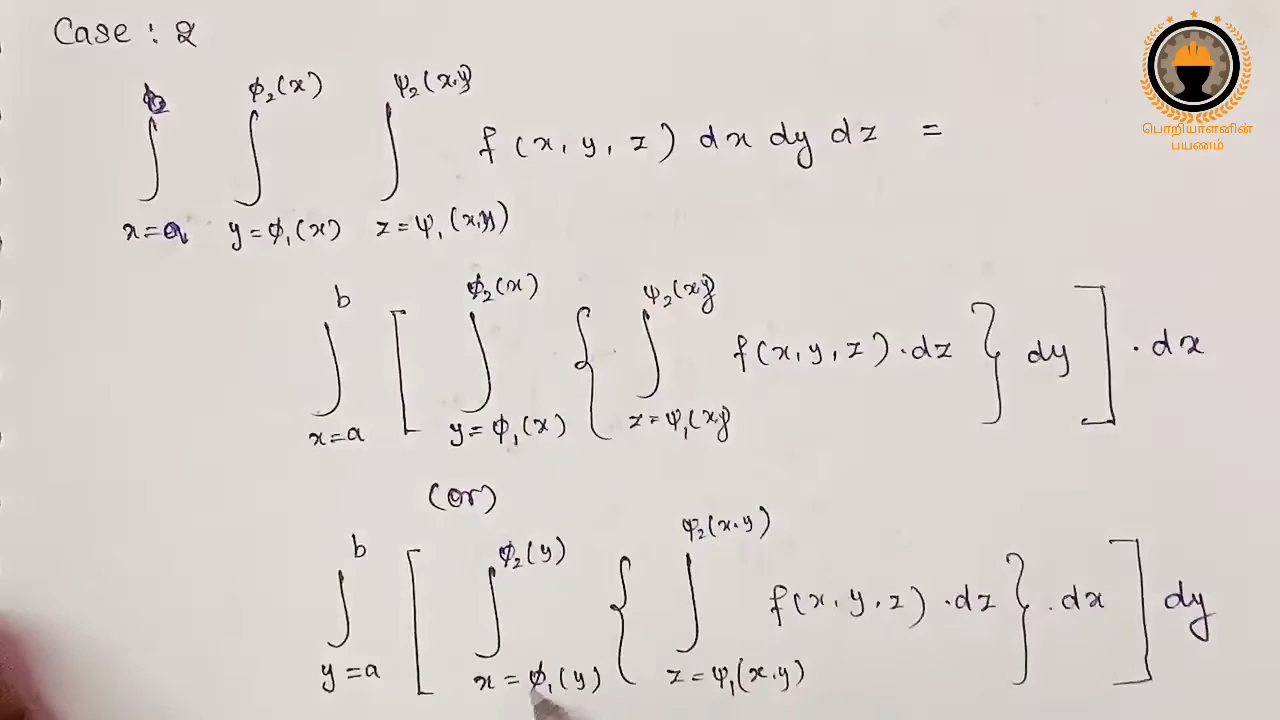 Case : 2
பொறியாளனின்
பயணம்
∫_{x=a}^{b} ∫_{y=φ₁(x)}^{φ₂(x)} ∫_{z=ψ₁(x,y)}^{ψ₂(x,y)} f(x, y, z) dx dy dz =
∫_{x=a}^{b} [ ∫_{y=φ₁(x)}^{φ₂(x)} { ∫_{z=ψ₁(x,y)}^{ψ₂(x,y)} f(x, y, z) . dz } dy ] . dx
(or)
∫_{y=a}^{b} [ ∫_{x=φ₁(y)}^{φ₂(y)} { ∫_{z=ψ₁(x,y)}^{ψ₂(x,y)} f(x, y, z) . dz } . dx ] dy